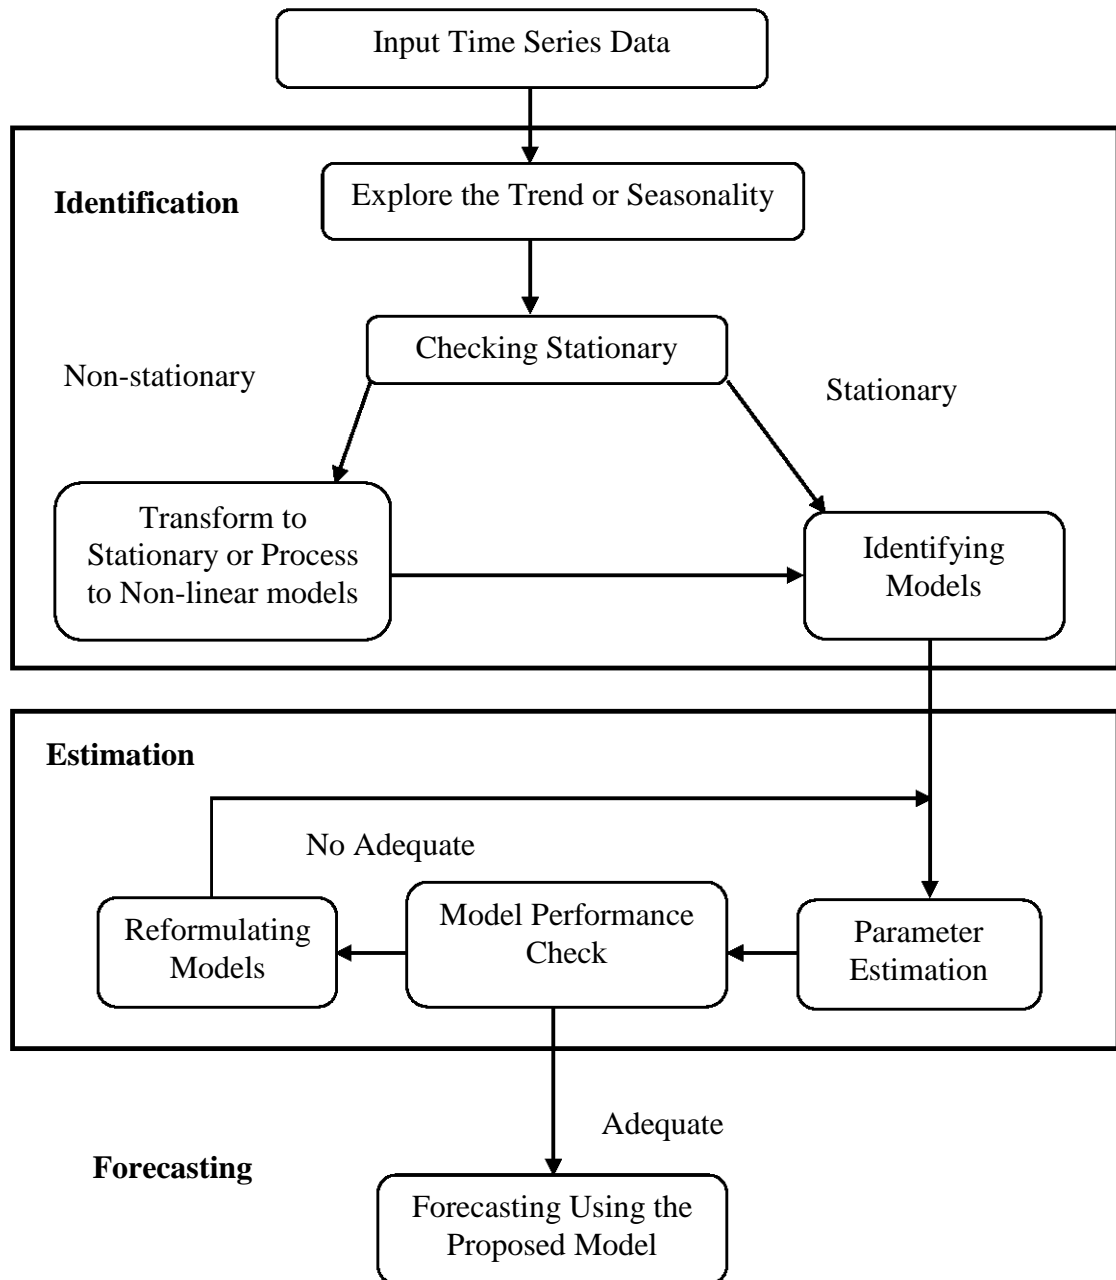 Input Time Series Data
Identification
Explore the Trend or Seasonality
Checking Stationary
Non-stationary
Stationary
Transform to
Stationary or Process
to Non-linear models
Identifying
Models
Estimation
No Adequate
Reformulating
Models
Model Performance
Check
Parameter
Estimation
Adequate
Forecasting
Forecasting Using the
Proposed Model